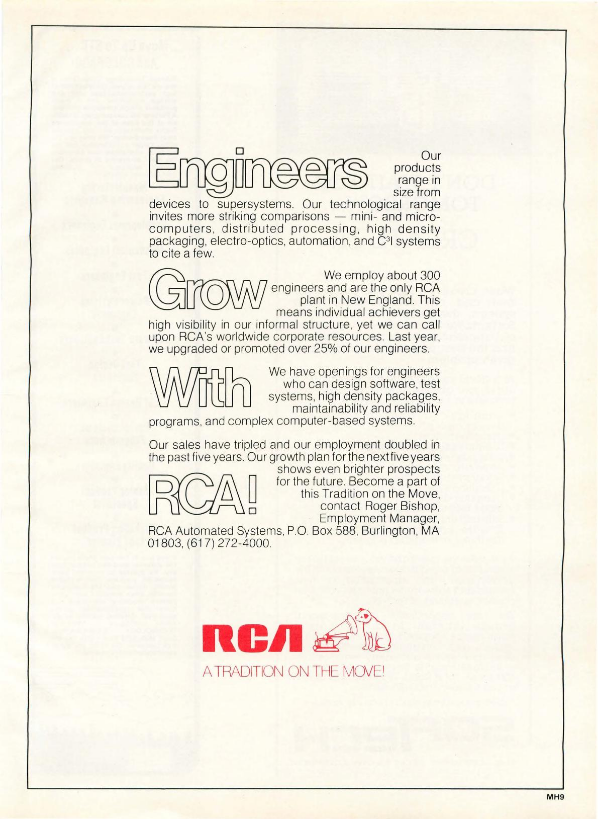 Engineers
Our
products
range in
size from
devices to supersystems. Our technological range
invites more striking comparisons — mini- and micro-
computers, distributed processing, high density
packaging, electro-optics, automation, and C³I systems
to cite a few.
Grow
We employ about 300
engineers and are the only RCA
plant in New England. This
means individual achievers get
high visibility in our informal structure, yet we can call
upon RCA's worldwide corporate resources. Last year,
we upgraded or promoted over 25% of our engineers.
With
We have openings for engineers
who can design software, test
systems, high density packages,
maintainability and reliability
programs, and complex computer-based systems.
Our sales have tripled and our employment doubled in
the past five years. Our growth plan for the next five years
shows even brighter prospects
for the future. Become a part of
this Tradition on the Move,
contact Roger Bishop,
Employment Manager,
RCA!
RCA Automated Systems, P.O. Box 588, Burlington, MA
01803, (617) 272-4000.
RCA
A TRADITION ON THE MOVE!
MH9